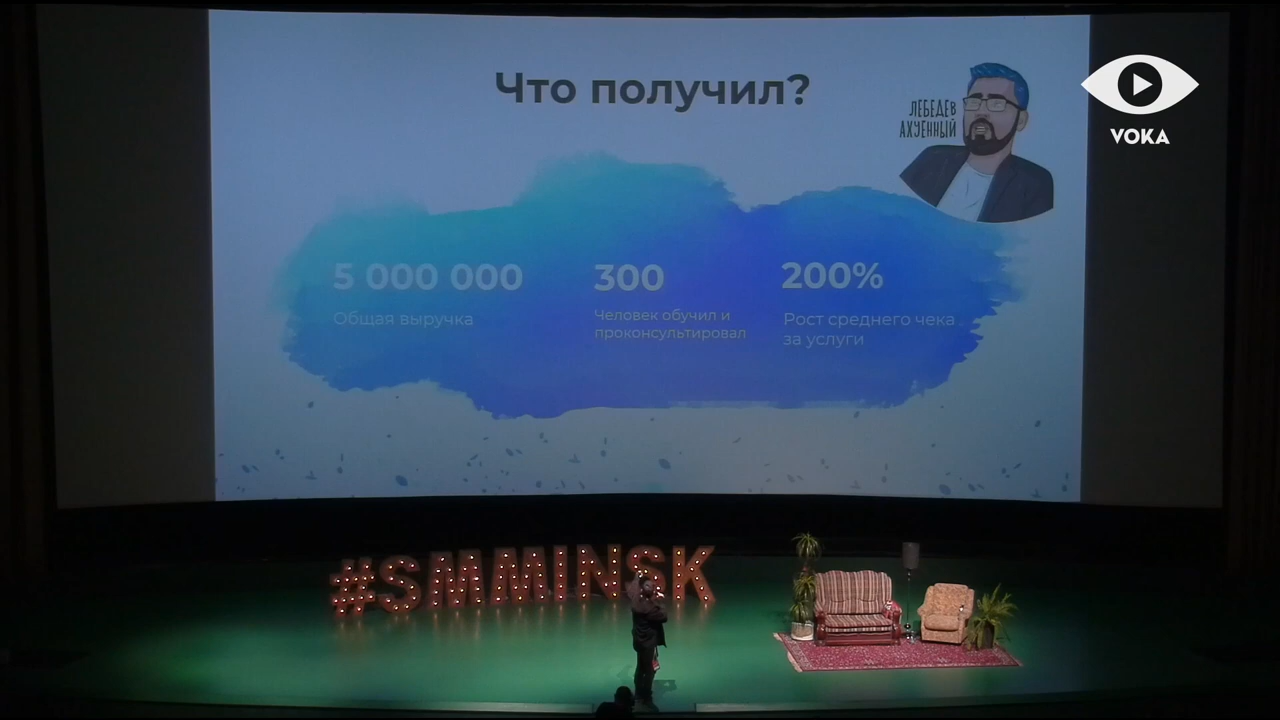 Что получил?
ЛЕБЕДЕВ
АХУЕННЫЙ
VOKA
5 000 000
Общая выручка
300
Человек обучил и
проконсультировал
200%
Рост среднего чека
за услуги
#SMMINSK